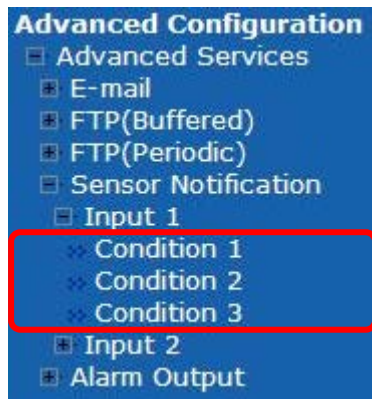 Advanced Configuration
Advanced Services
E-mail
FTP(Buffered)
FTP(Periodic)
Sensor Notification
Input 1
Condition 1
Condition 2
Condition 3
Input 2
Alarm Output